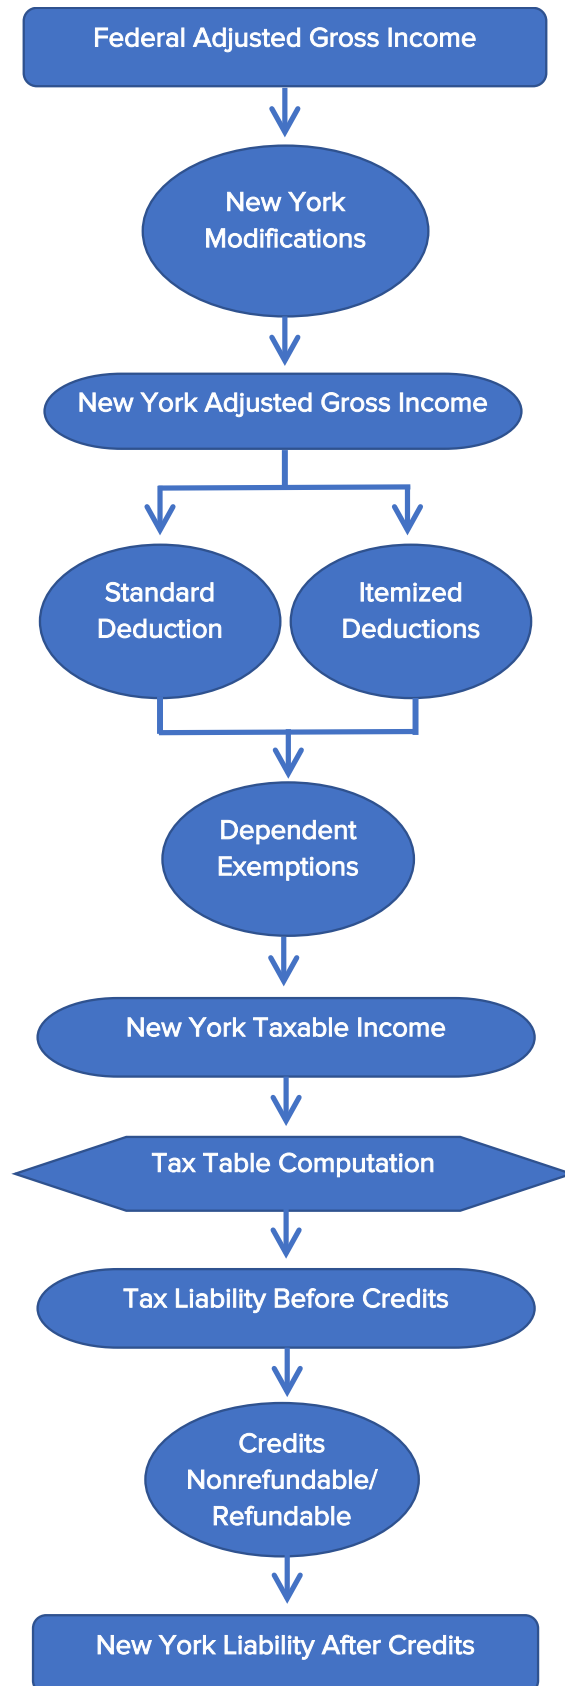 Federal Adjusted Gross Income
New York
Modifications
New York Adjusted Gross Income
Standard
Deduction
Itemized
Deductions
Dependent
Exemptions
New York Taxable Income
Tax Table Computation
Tax Liability Before Credits
Credits
Nonrefundable/
Refundable
New York Liability After Credits